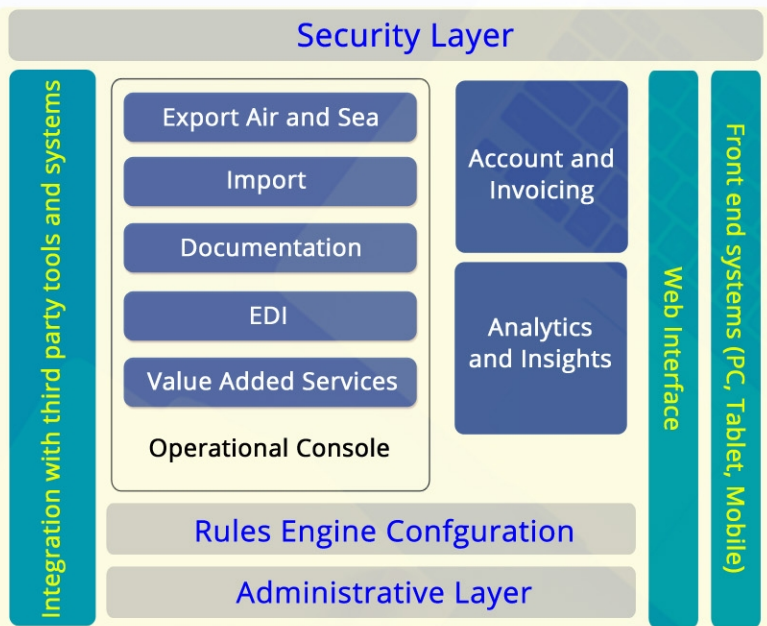 Security Layer
Integration with third party tools and systems
Export Air and Sea
Import
Documentation
EDI
Value Added Services
Operational Console
Account and
Invoicing
Analytics
and Insights
Web Interface
Front end systems (PC, Tablet, Mobile)
Rules Engine Confguration
Administrative Layer